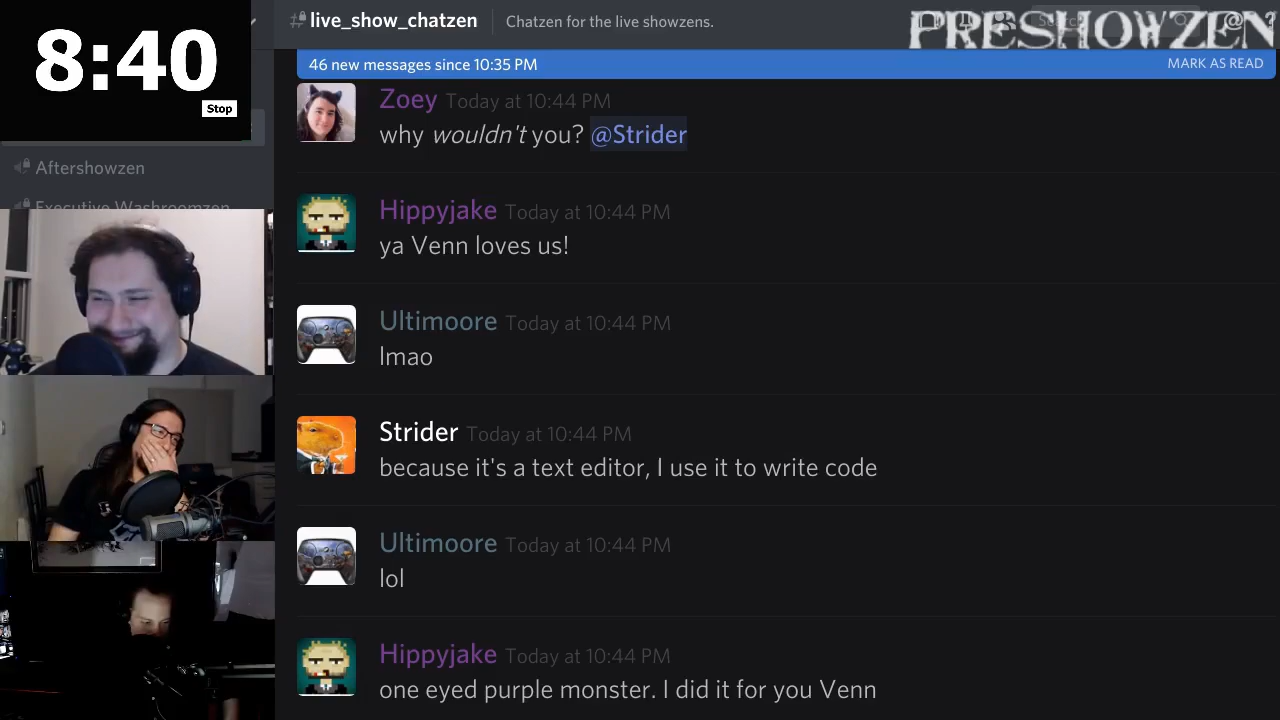 8:40
Stop
live_show_chatzen
Chatzen for the live showzens.
PRESHOWZEN
46 new messages since 10:35 PM
MARK AS READ
Aftershowzen
Executive Washroomzen
Zoey Today at 10:44 PM
why wouldn't you? @Strider
Hippyjake Today at 10:44 PM
ya Venn loves us!
Ultimoore Today at 10:44 PM
lmao
Strider Today at 10:44 PM
because it's a text editor, I use it to write code
Ultimoore Today at 10:44 PM
lol
Hippyjake Today at 10:44 PM
one eyed purple monster. I did it for you Venn